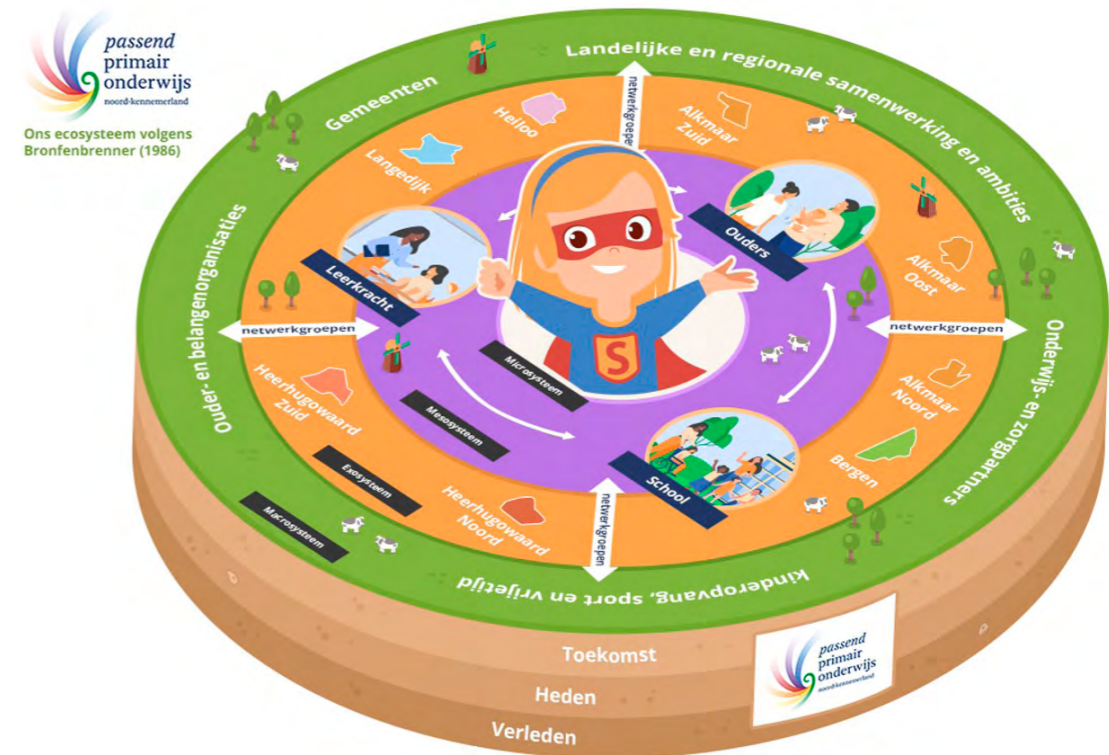 passend
primair
onderwijs
noord-kennemerland
Ons ecosysteem volgens
Bronfenbrenner (1986)
Landelijke en regionale samenwerking en ambities
Gemeenten
Ouder- en belangenorganisaties
Onderwijs- en zorgpartners
kinderopvang, sport en vrijetijd
netwerkgroepen
netwerkgroepen
netwerkgroepen
netwerkgroepen
Heiloo
Langedijk
Alkmaar
Zuid
Alkmaar
Oost
Alkmaar
Noord
Bergen
Heerhugowaard
Zuid
Heerhugowaard
Noord
Leerkracht
Ouders
School
S
Microsysteem
Mesosysteem
Exosysteem
Macrosysteem
Toekomst
Heden
Verleden
passend
primair
onderwijs
noord-kennemerland